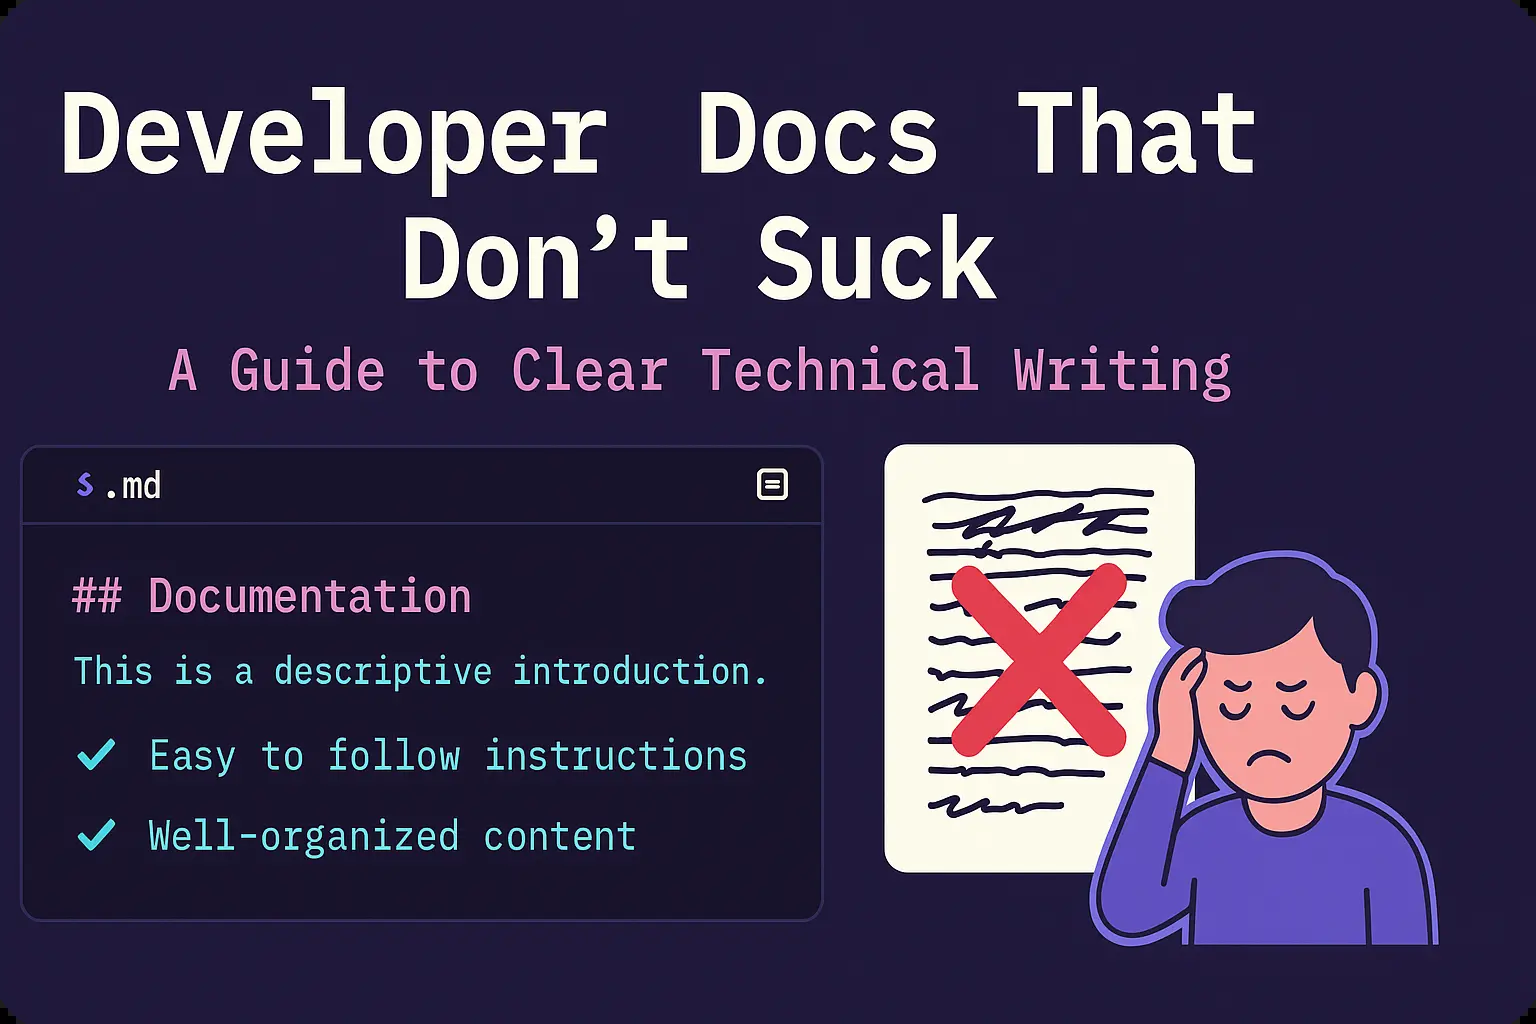 Developer Docs That
Don’t Suck
A Guide to Clear Technical Writing
$ .md
## Documentation
This is a descriptive introduction.
✓ Easy to follow instructions
✓ Well-organized content